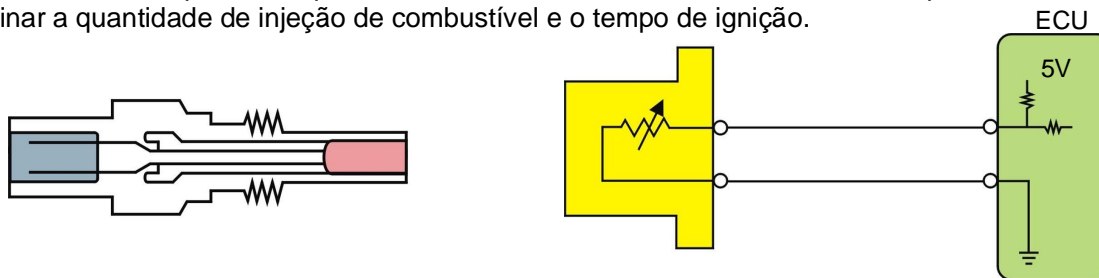 inar a quantidade de injeção de combustível e o tempo de ignição.
ECU
5V